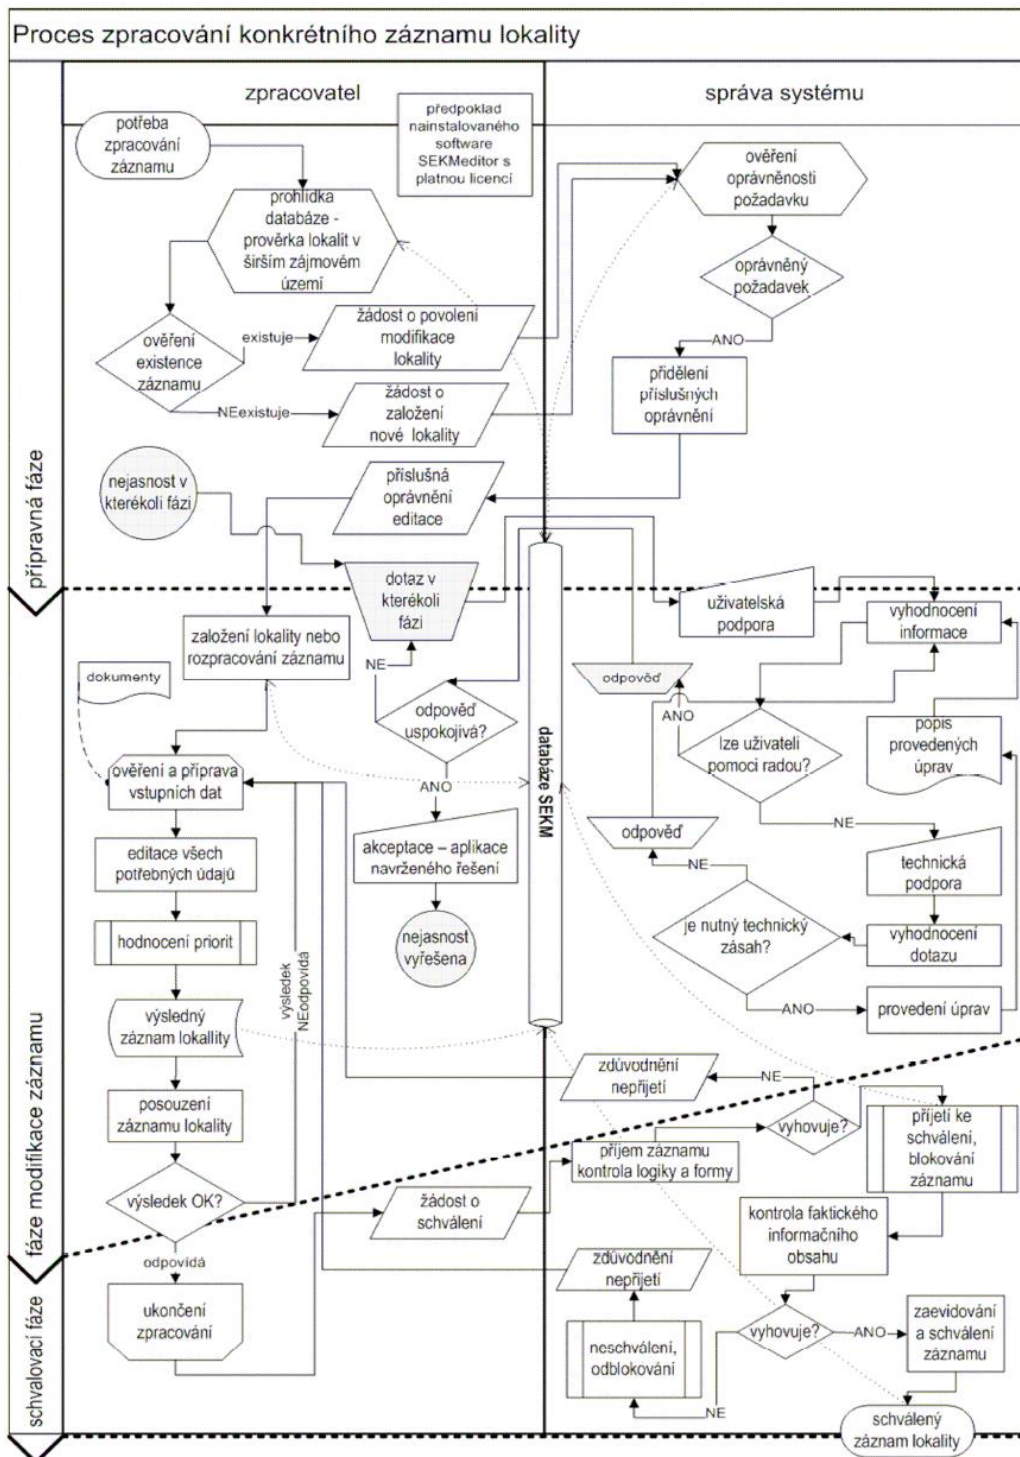 Proces zpracování konkrétního záznamu lokality
zpracovatel
správa systému
potřeba
zpracování
záznamu
předpoklad
nainstalovaného
software
SEKMeditor s
platnou licencí
ověření
oprávněnosti
požadavku
prohlídka
databáze -
prověrka lokalit v
širším zájmovém
území
oprávněný
požadavek
ANO
ověření
existence
záznamu
existuje
žádost o povolení
modifikace
lokality
přidělení
příslušných
oprávnění
NEexistuje
žádost o
založení
nové lokality
nejasnost v
kterékoli fázi
příslušná
oprávnění
editace
přípravná fáze
dotaz v
kterékoli
fázi
uživatelská
podpora
vyhodnocení
informace
založení lokality nebo
rozpracování záznamu
NE
dokumenty
odpověď
odpověď
uspokojivá?
ANO
lze uživateli
pomoci radou?
popis
provedených
úprav
databáze SEKM
ověření a příprava
vstupních dat
ANO
NE
akceptace – aplikace
navrženého řešení
odpověď
technická
podpora
editace všech
potřebných údajů
NE
hodnocení priorit
nejasnost
vyřešena
je nutný technický
zásah?
vyhodnocení
dotazu
výsledek
NEodpovídá
ANO
provedení úprav
výsledný
záznam lokallity
fáze modifikace záznamu
zdůvodnění
nepřijetí
NE
posouzení
záznamu lokality
příjem záznamu
kontrola logiky a formy
vyhovuje?
příjetí ke
schválení,
blokování
záznamu
výsledek OK?
žádost o
schválení
kontrola faktického
informačního
obsahu
odpovídá
zdůvodnění
nepřijetí
ukončení
zpracování
schvalovací fáze
neschválení,
odblokování
vyhovuje?
ANO
zaevidování
a schválení
záznamu
NE
schválený
záznam lokality